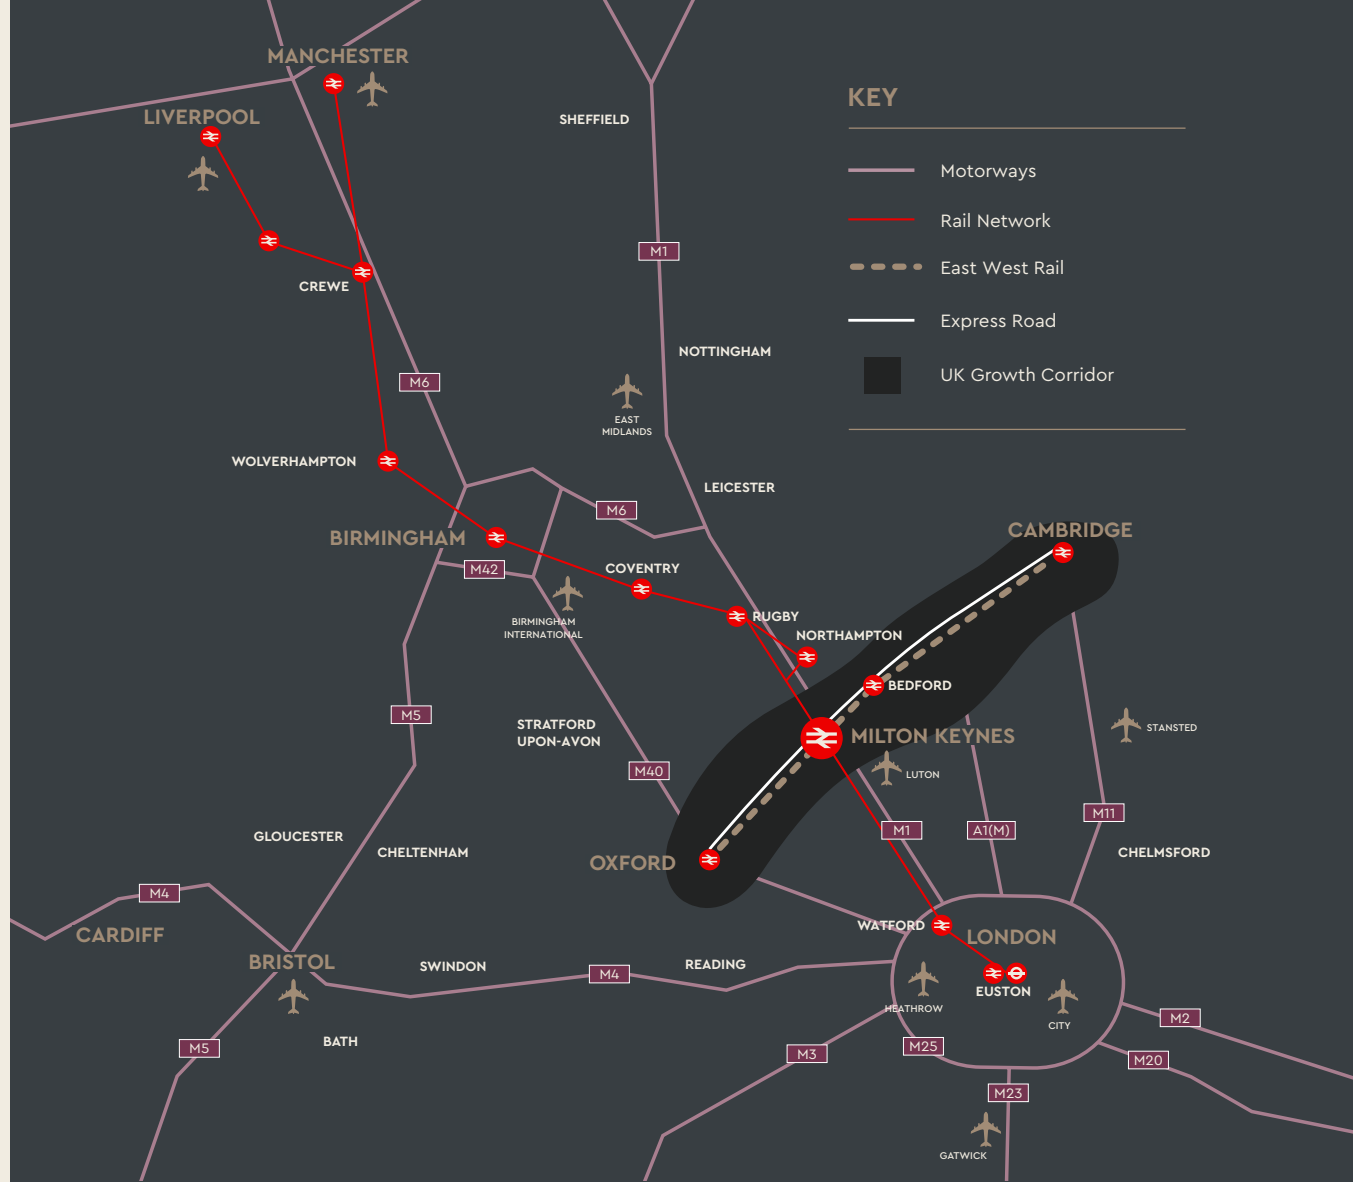 MANCHESTER
LIVERPOOL
SHEFFIELD
KEY
Motorways
Rail Network
East West Rail
Express Road
UK Growth Corridor
M1
CREWE
NOTTINGHAM
M6
EAST
MIDLANDS
WOLVERHAMPTON
LEICESTER
M6
BIRMINGHAM
CAMBRIDGE
M42
COVENTRY
BIRMINGHAM
INTERNATIONAL
RUGBY
NORTHAMPTON
BEDFORD
M5
STRATFORD
UPON-AVON
MILTON KEYNES
STANSTED
M40
LUTON
M11
M1
A1(M)
GLOUCESTER
CHELTENHAM
CHELMSFORD
OXFORD
M4
CARDIFF
WATFORD
LONDON
BRISTOL
SWINDON
READING
M4
EUSTON
HEATHROW
CITY
M2
BATH
M5
M3
M25
M20
M23
GATWICK